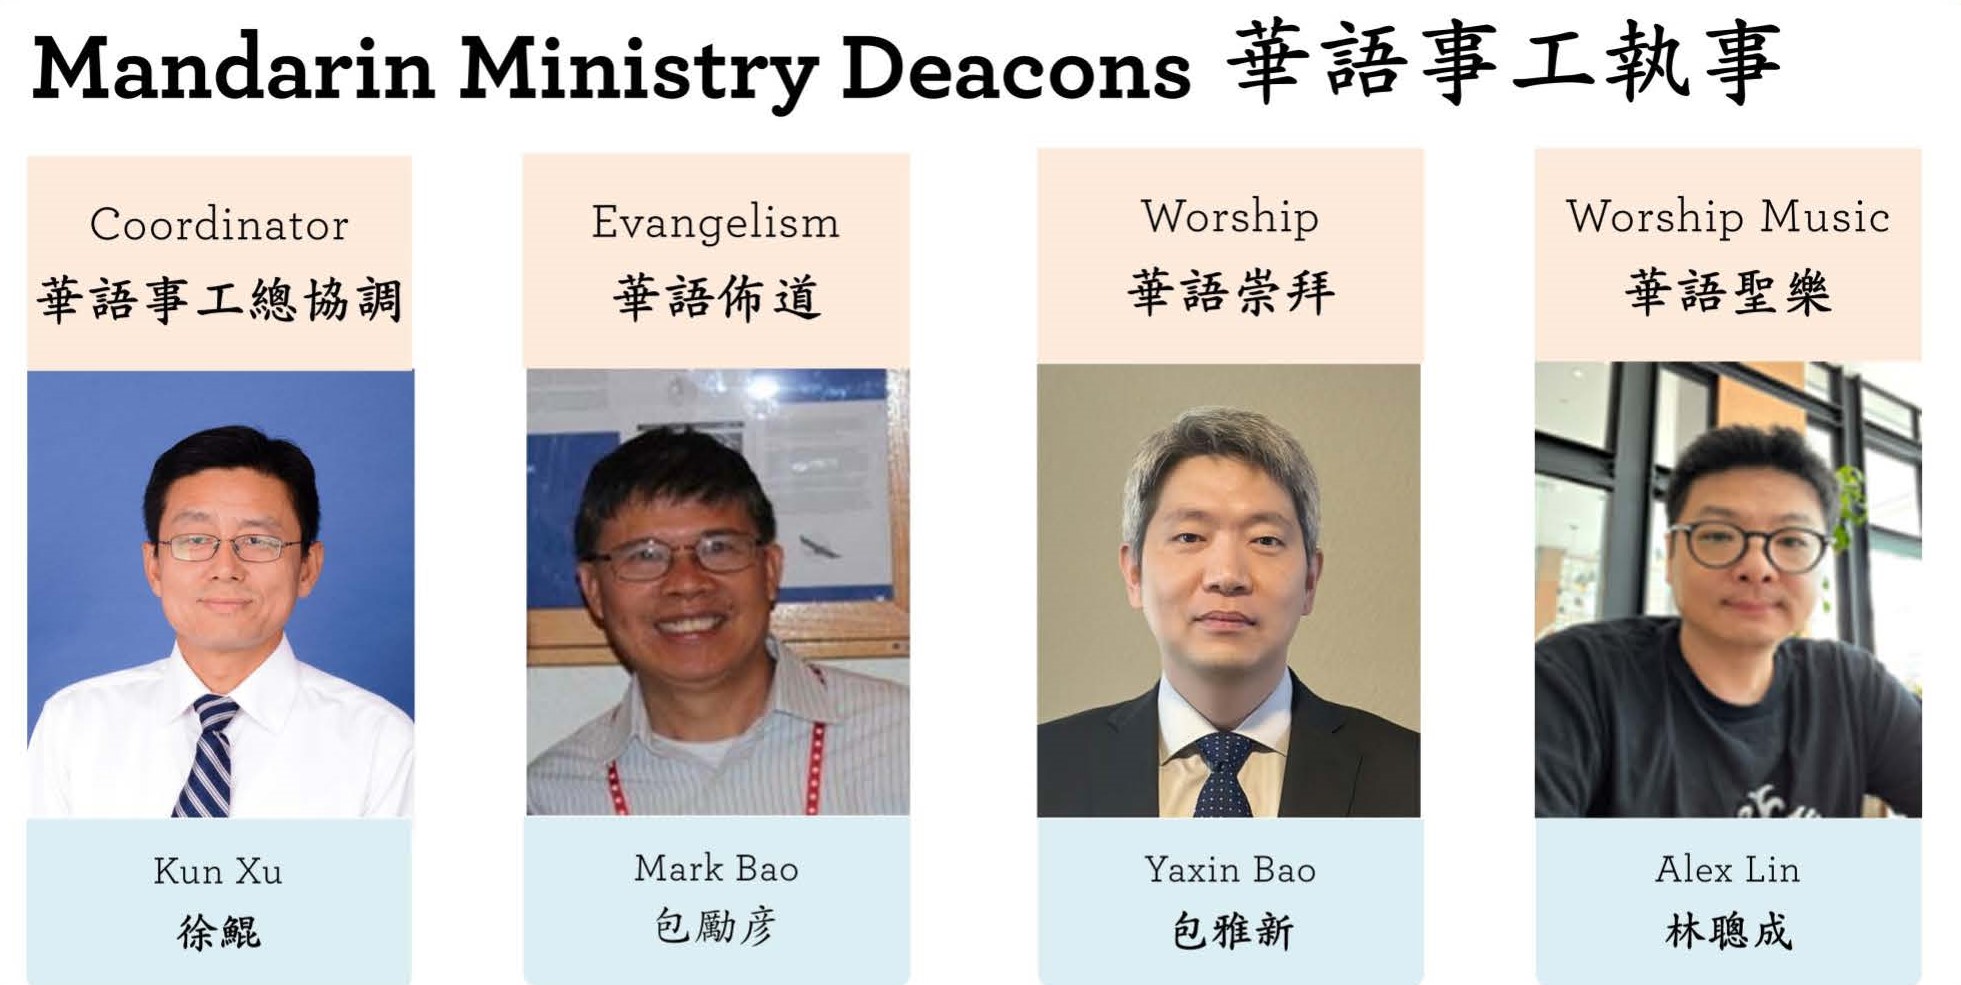 Mandarin Ministry Deacons 華語事工執事
Coordinator
華語事工總協調
Kun Xu
徐鯤
Evangelism
華語佈道
Mark Bao
包勵彦
Worship
華語崇拜
Yaxin Bao
包雅新
Worship Music
華語聖樂
Alex Lin
林聰成